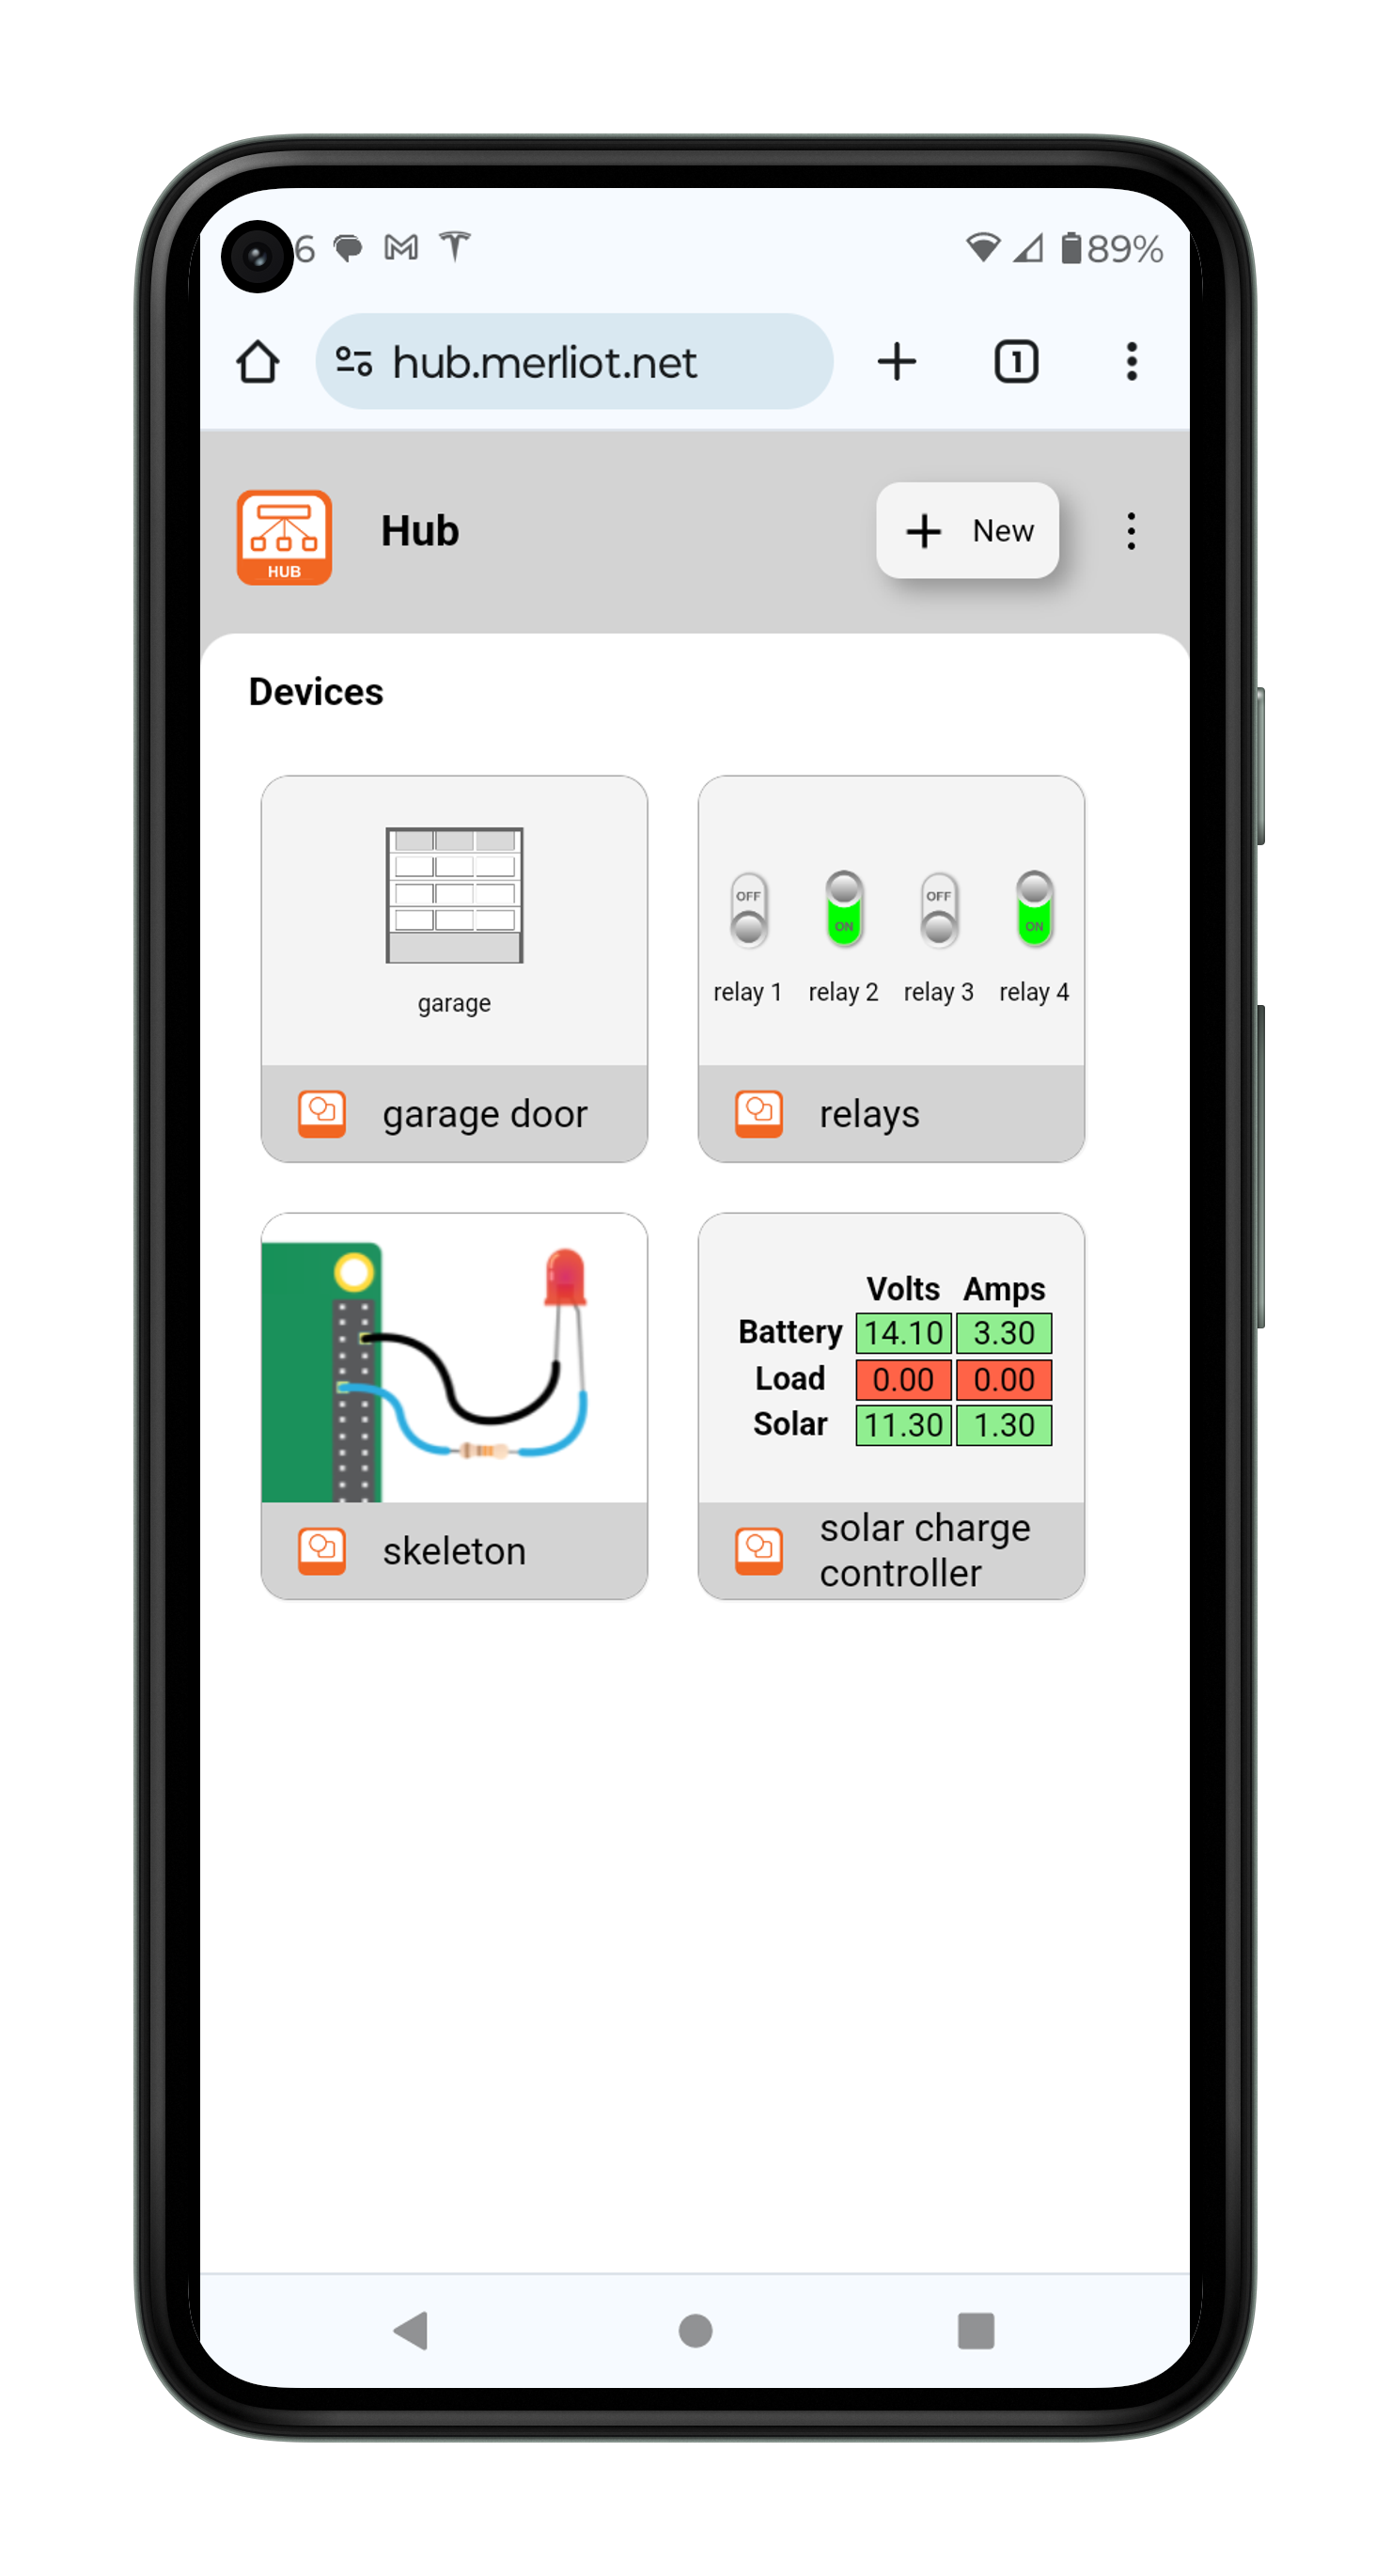 6 89%
hub.merliot.net 1
HUB
Hub
New
Devices
garage
garage door
OFF ON OFF ON
relay 1 relay 2 relay 3 relay 4
relays
skeleton
Volts Amps
Battery 14.10 3.30
Load 0.00 0.00
Solar 11.30 1.30
solar charge
controller